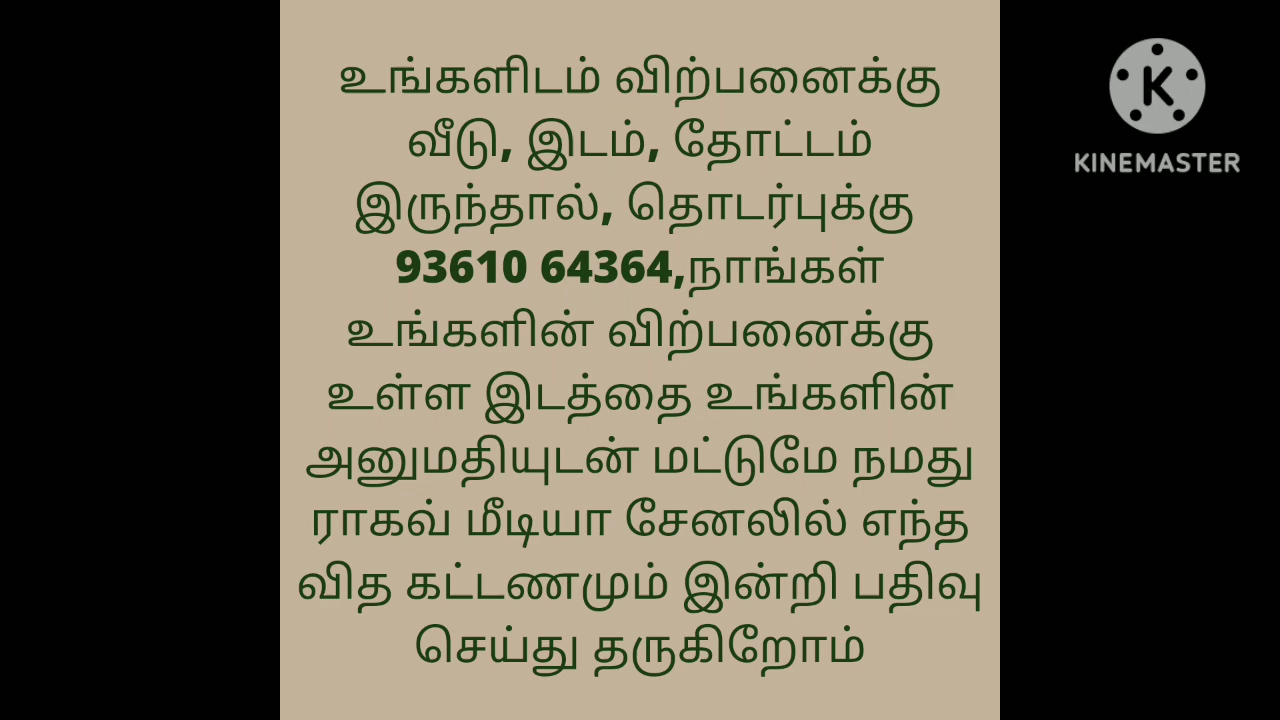 உங்களிடம் விற்பனைக்கு
வீடு, இடம், தோட்டம்
இருந்தால், தொடர்புக்கு
93610 64364,நாங்கள்
உங்களின் விற்பனைக்கு
உள்ள இடத்தை உங்களின்
அனுமதியுடன் மட்டுமே நமது
ராகவ் மீடியா சேனலில் எந்த
வித கட்டணமும் இன்றி பதிவு
செய்து தருகிறோம்
K
KINEMASTER